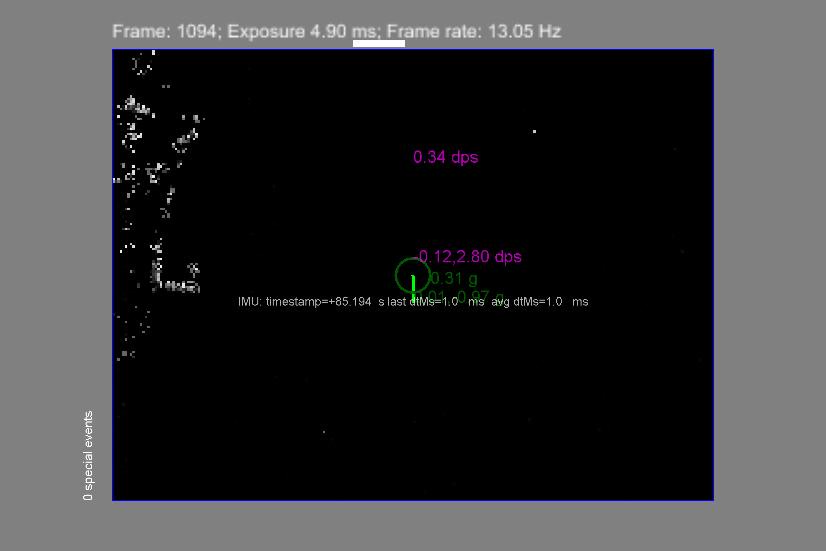 Frame: 1094; Exposure 4.90 ms; Frame rate: 13.05 Hz
0.34 dps
-0.12,2.80 dps
0.31 g
0.97 g
IMU: timestamp=+85.194 s last dtMs=1.0 ms avg dtMs=1.0 ms
0 special events